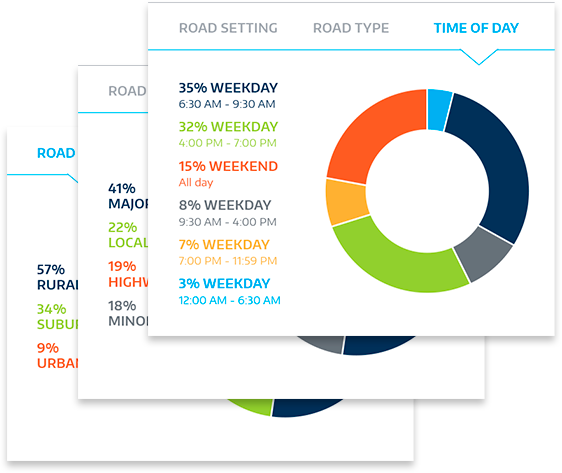 ROAD SETTING ROAD TYPE TIME OF DAY
35% WEEKDAY
6:30 AM - 9:30 AM
32% WEEKDAY
4:00 PM - 7:00 PM
15% WEEKEND
All day
8% WEEKDAY
9:30 AM - 4:00 PM
7% WEEKDAY
7:00 PM - 11:59 PM
3% WEEKDAY
12:00 AM - 6:30 AM
ROAD
41%
MAJOR
22%
LOCAL
19%
HIGHW
18%
MINO
ROAD
57%
RURA
34%
SUBU
9%
URBA